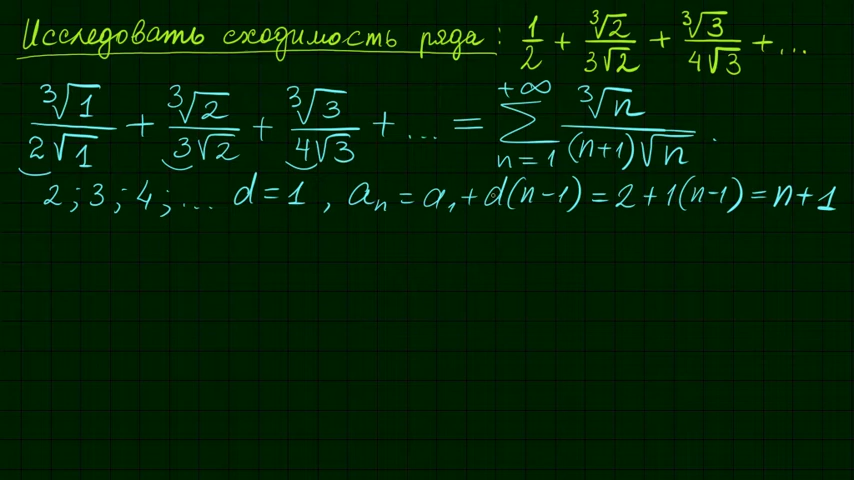 Исследовать сходимость ряда: 1/2 + ∛2/(3√2) + ∛3/(4√3) + ...
∛1/(2√1) + ∛2/(3√2) + ∛3/(4√3) + ... = ∑_{n=1}^{+∞} ∛n/((n+1)√n) .
2; 3; 4; ... d = 1, aₙ = a₁ + d(n-1) = 2 + 1(n-1) = n + 1